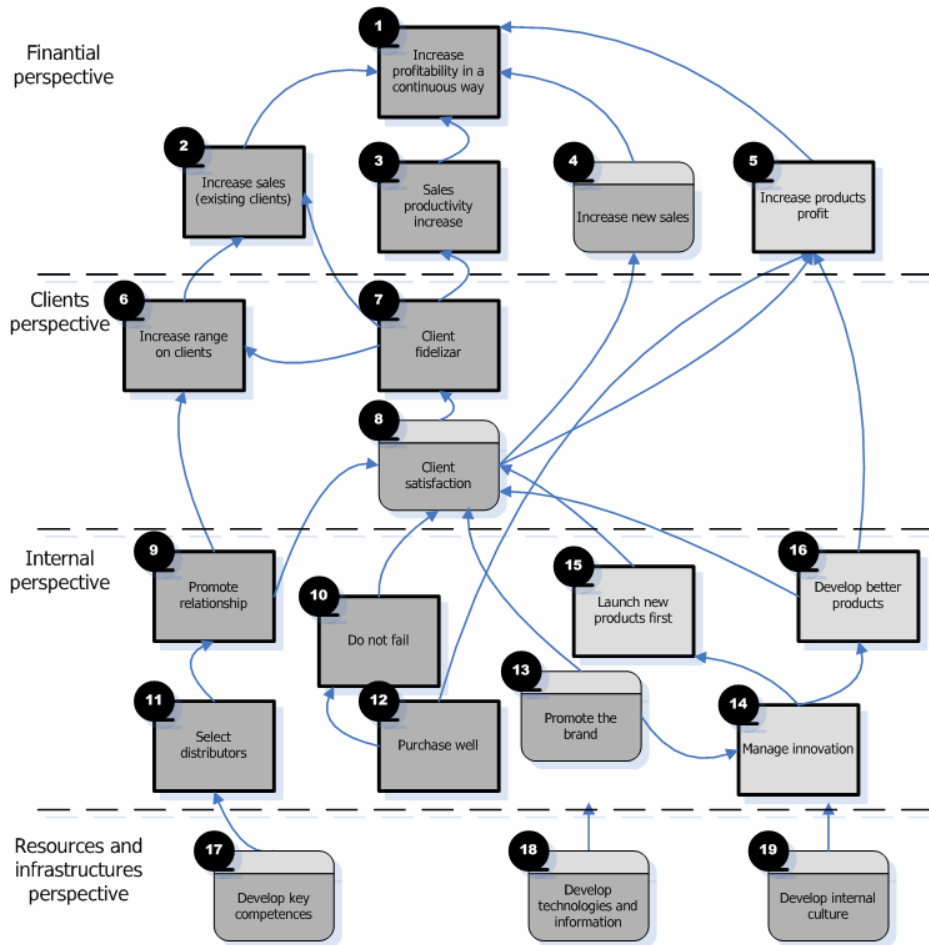 Finantial
perspective
1
Increase
profitability in a
continuous way
2
Increase sales
(existing clients)
3
Sales
productivity
increase
4
Increase new sales
5
Increase products
profit
Clients
perspective
6
Increase range
on clients
7
Client
fidelizar
8
Client
satisfaction
Internal
perspective
9
Promote
relationship
10
Do not fail
15
Launch new
products first
16
Develop better
products
11
Select
distributors
12
Purchase well
13
Promote the
brand
14
Manage innovation
Resources and
infrastructures
perspective
17
Develop key
competences
18
Develop
technologies and
information
19
Develop internal
culture